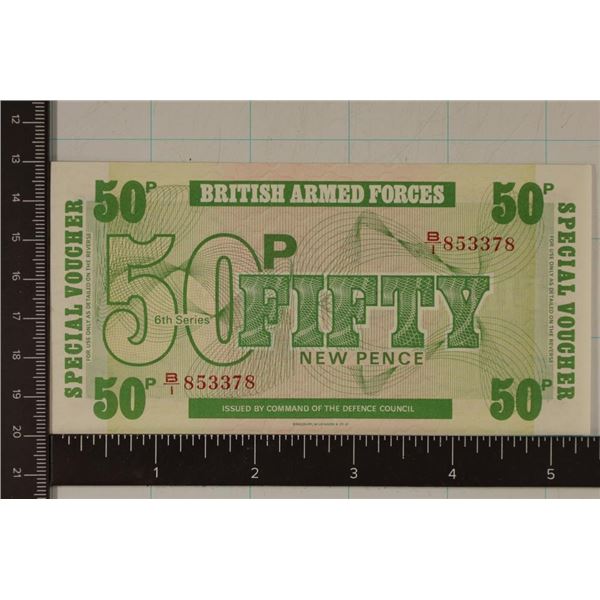 50P
BRITISH ARMED FORCES
50P
SPECIAL VOUCHER
FOR USE ONLY AS DETAILED ON THE REVERSE
B/1 853378
50P
FIFTY
6th Series
NEW PENCE
B/1 853378
50P
ISSUED BY COMMAND OF THE DEFENCE COUNCIL
50P
SPECIAL VOUCHER
FOR USE ONLY AS DETAILED ON THE REVERSE
12
13
14
15
16
17
18
19
20
21
1 2 3 4 5